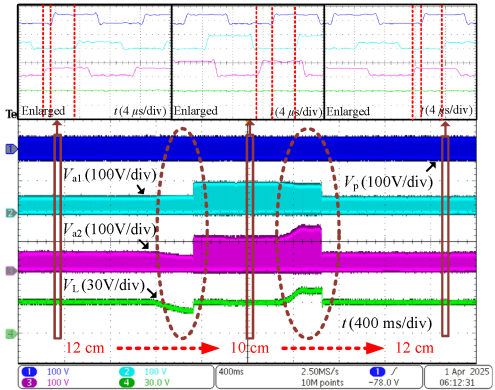 Enlarged t (4 μs/div) Enlarged t (4 μs/div) Enlarged t (4 μs/div)
Te
1
Va1 (100V/div) Vp (100V/div)
2
Va2 (100V/div)
3
VL (30V/div)
t (400 ms/div)
4
12 cm 10 cm 12 cm
1 100 V 2 100 V 400ms 2.50MS/s 1 1 Apr 2025
3 100 V 4 30.0 V 10M points -78.0 V 06:12:31